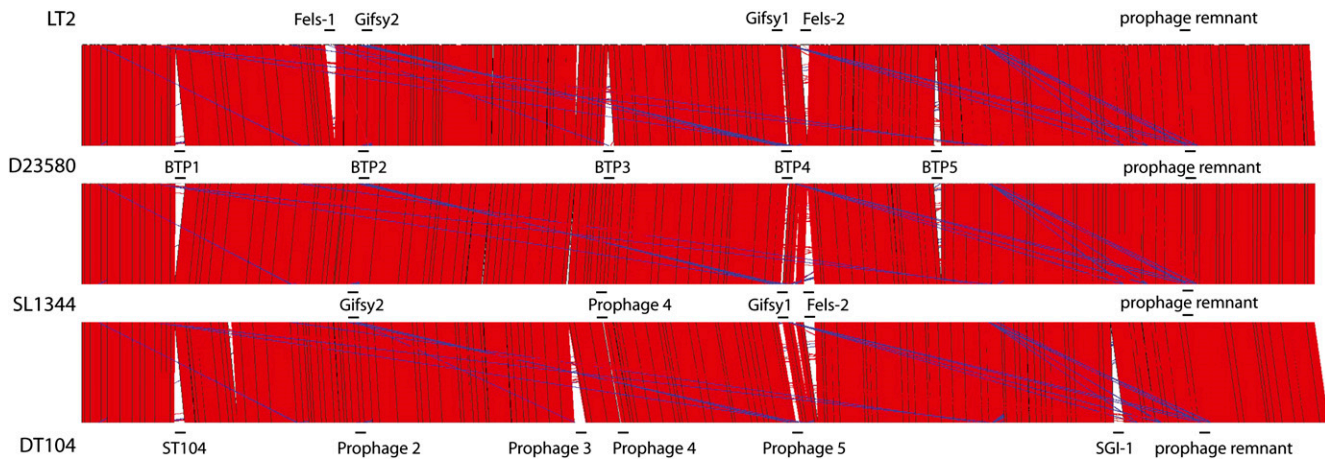 LT2 Fels-1 Gifsy2 Gifsy1 Fels-2 prophage remnant
D23580 BTP1 BTP2 BTP3 BTP4 BTP5 prophage remnant
SL1344 Gifsy2 Prophage 4 Gifsy1 Fels-2 prophage remnant
DT104 ST104 Prophage 2 Prophage 3 Prophage 4 Prophage 5 SGI-1 prophage remnant